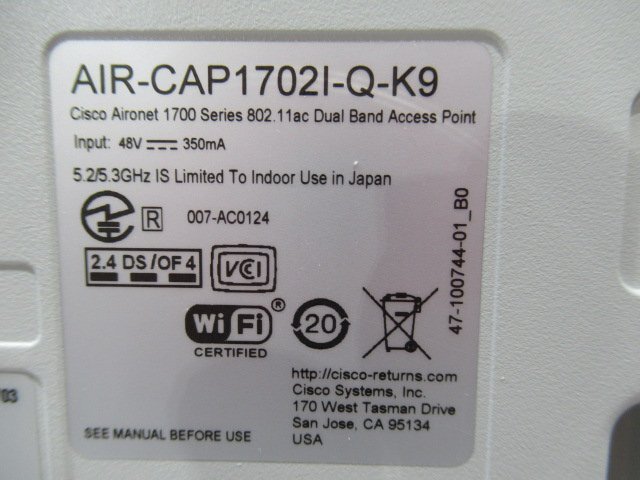 AIR-CAP1702I-Q-K9
Cisco Aironet 1700 Series 802.11ac Dual Band Access Point
Input: 48V 350mA
5.2/5.3GHz IS Limited To Indoor Use in Japan
R 007-AC0124
2.4 DS/OF 4
VCI
Wi Fi ®
CERTIFIED
20
47-100744-01_B0
http://cisco-returns.com
Cisco Systems, Inc.
170 West Tasman Drive
San Jose, CA 95134
USA
SEE MANUAL BEFORE USE